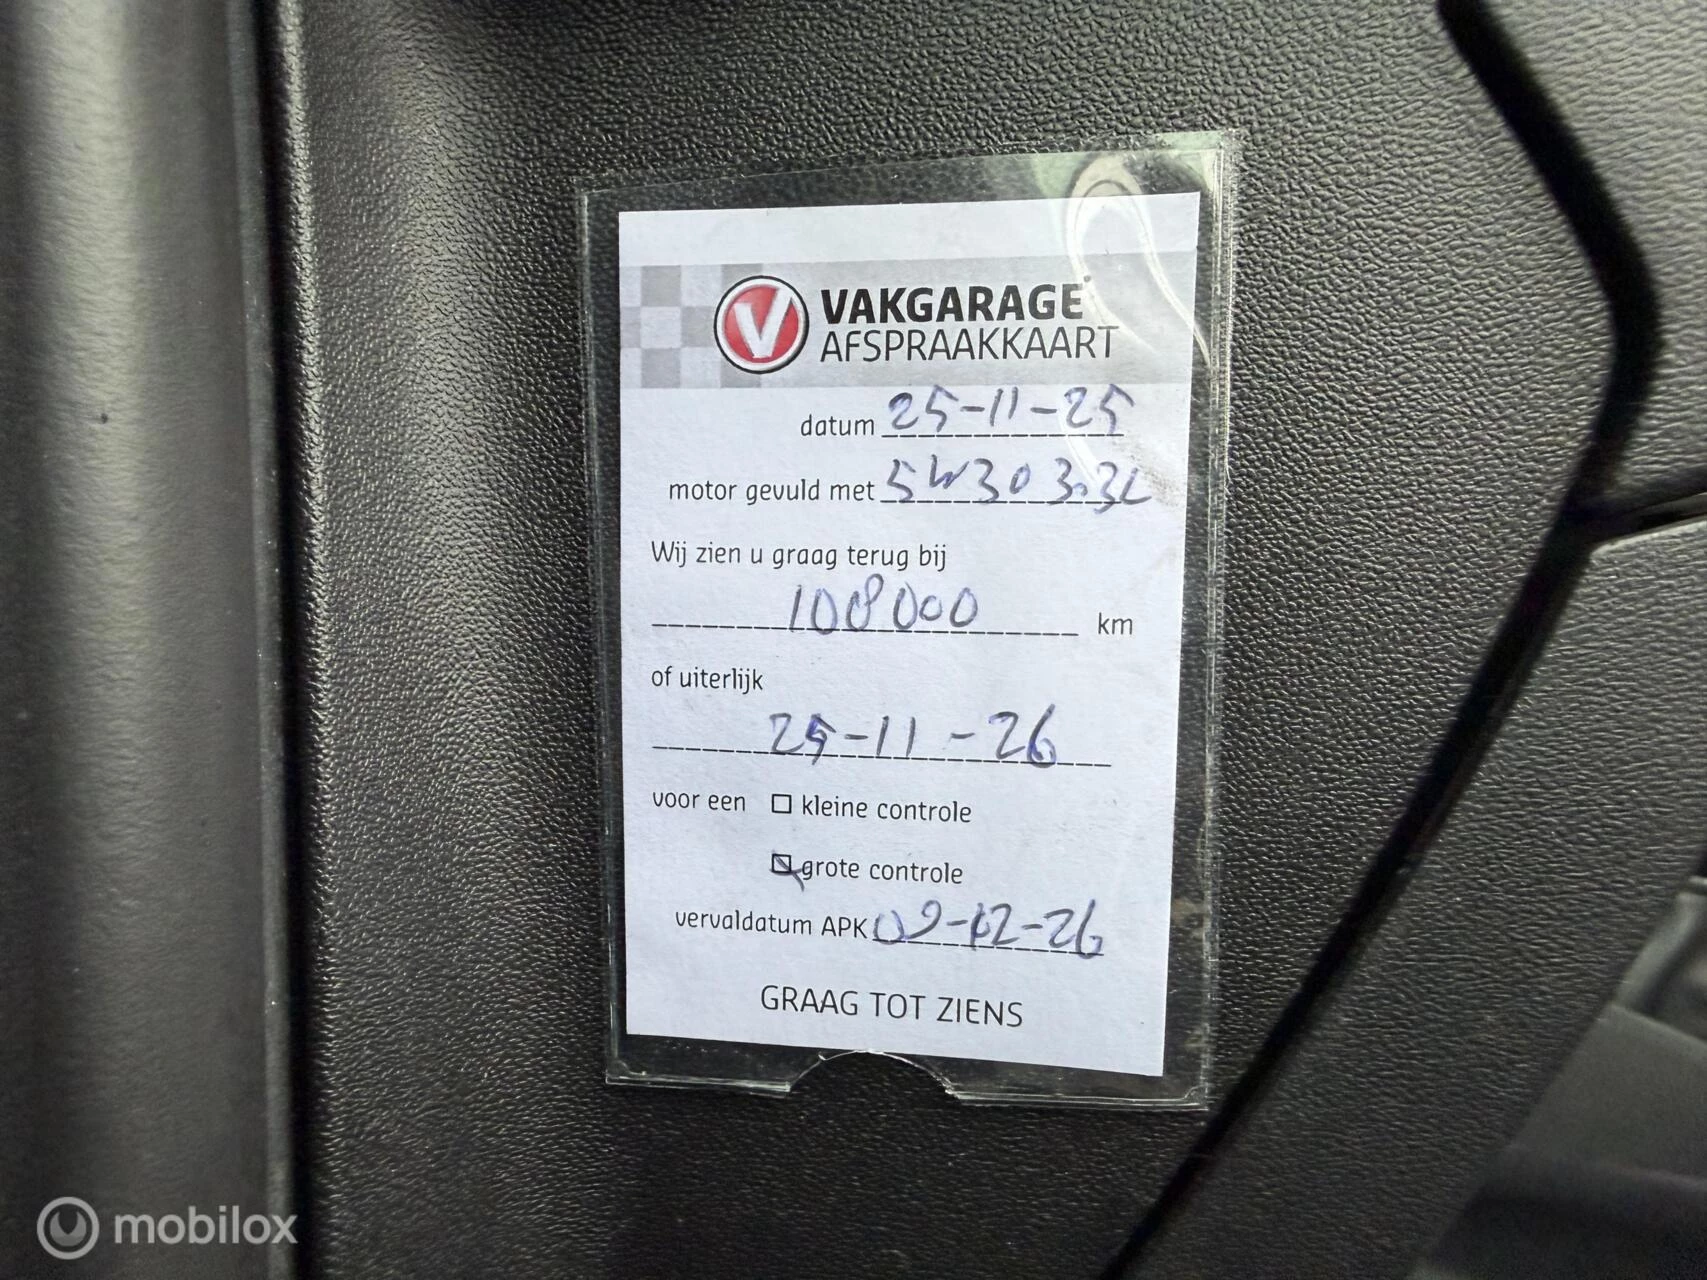 V VAKGARAGE
AFSPRAAKKAART
datum 25-11-25
motor gevuld met 5W30 3.3L
Wij zien u graag terug bij
108000 km
of uiterlijk
25-11-26
voor een kleine controle
grote controle
vervaldatum APK 09-12-26
GRAAG TOT ZIENS
mobilox